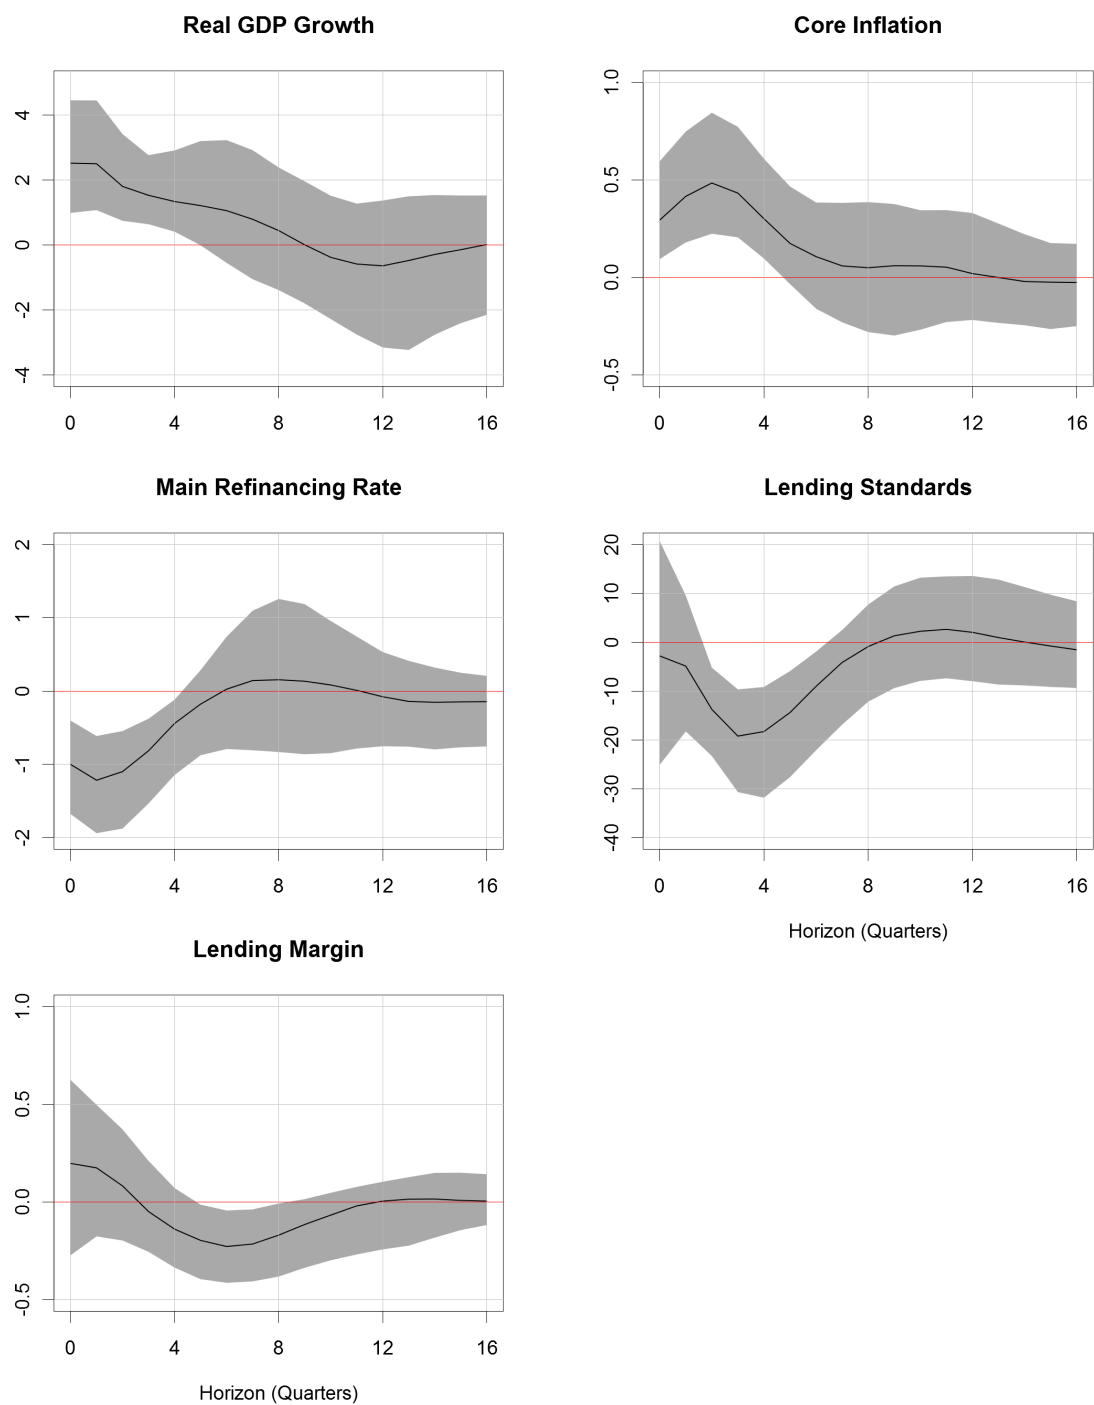 Real GDP Growth
4
2
0
-2
-4
0 4 8 12 16
Core Inflation
1.0
0.5
0.0
-0.5
0 4 8 12 16
Main Refinancing Rate
2
1
0
-1
-2
0 4 8 12 16
Lending Standards
20
10
0
-10
-20
-30
-40
0 4 8 12 16
Horizon (Quarters)
Lending Margin
1.0
0.5
0.0
-0.5
0 4 8 12 16
Horizon (Quarters)